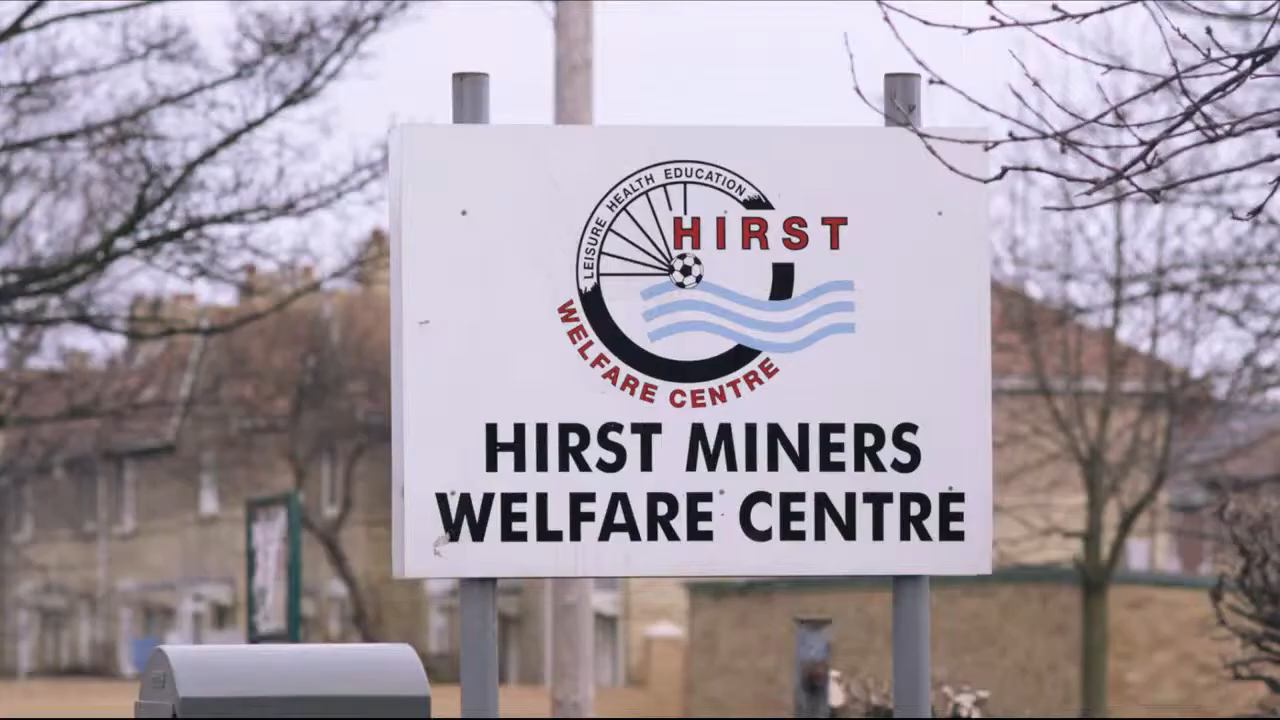 LEISURE HEALTH EDUCATION
HIRST
WELFARE CENTRE
HIRST MINERS
WELFARE CENTRE